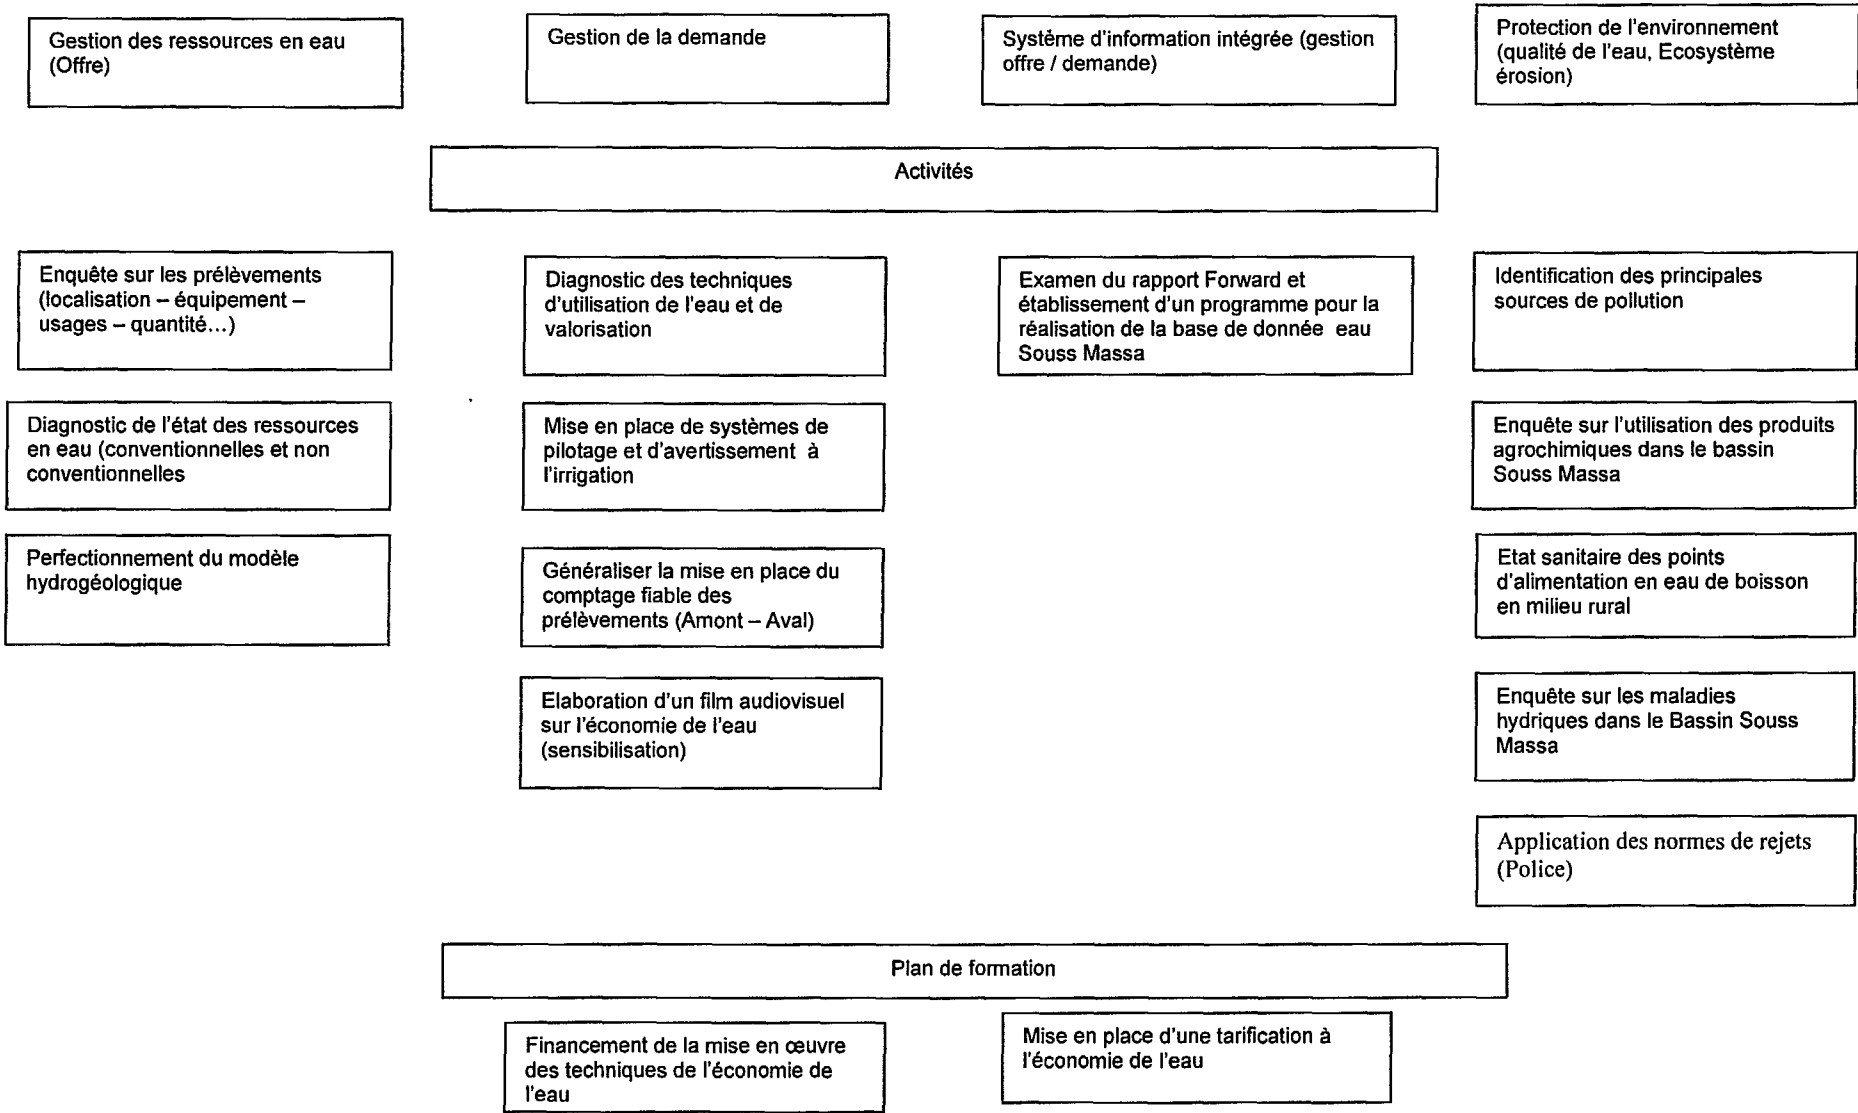 Gestion des ressources en eau
(Offre)
Gestion de la demande
Système d'information intégrée (gestion
offre / demande)
Protection de l'environnement
(qualité de l'eau, Ecosystème
érosion)
Activités
Enquête sur les prélèvements
(localisation – équipement –
usages – quantité...)
Diagnostic des techniques
d'utilisation de l'eau et de
valorisation
Examen du rapport Forward et
établissement d'un programme pour la
réalisation de la base de donnée eau
Souss Massa
Identification des principales
sources de pollution
Diagnostic de l'état des ressources
en eau (conventionnelles et non
conventionnelles
Mise en place de systèmes de
pilotage et d'avertissement à
l'irrigation
Enquête sur l'utilisation des produits
agrochimiques dans le bassin
Souss Massa
Perfectionnement du modèle
hydrogéologique
Généraliser la mise en place du
comptage fiable des
prélèvements (Amont – Aval)
Etat sanitaire des points
d'alimentation en eau de boisson
en milieu rural
Elaboration d'un film audiovisuel
sur l'économie de l'eau
(sensibilisation)
Enquête sur les maladies
hydriques dans le Bassin Souss
Massa
Application des normes de rejets
(Police)
Plan de formation
Financement de la mise en œuvre
des techniques de l'économie de
l'eau
Mise en place d'une tarification à
l'économie de l'eau